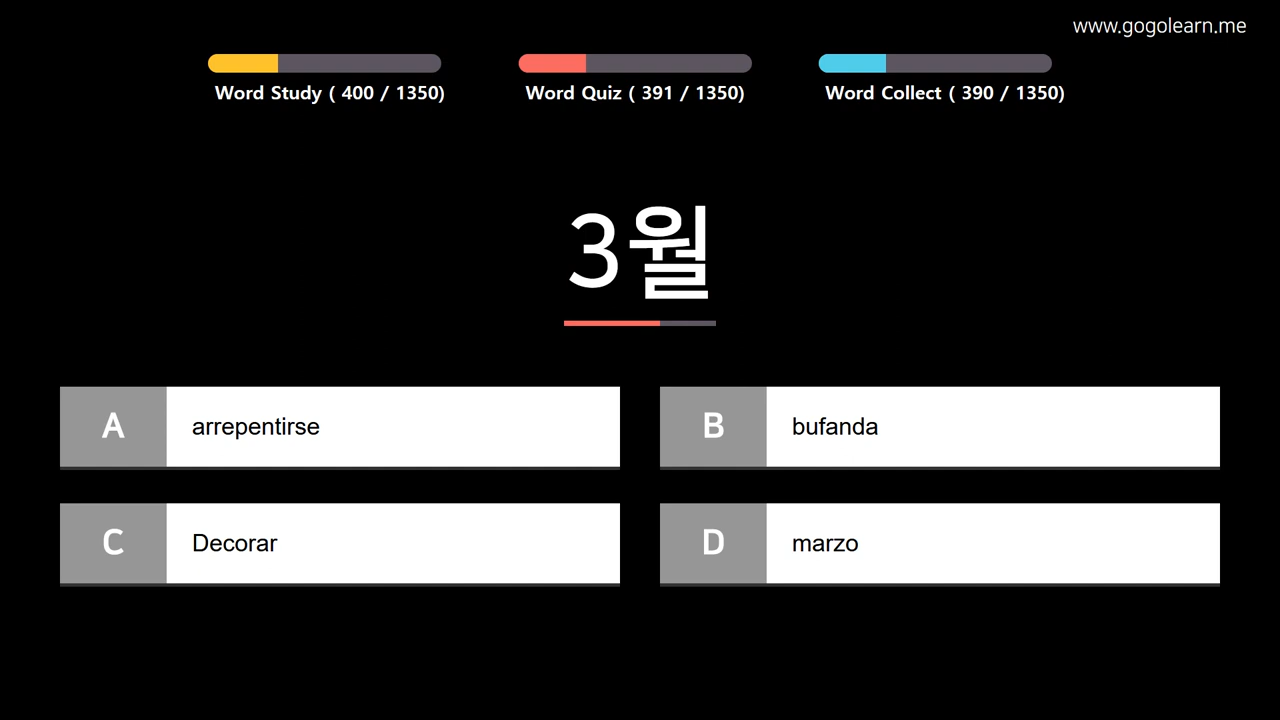 www.gogolearn.me
Word Study ( 400 / 1350)
Word Quiz ( 391 / 1350)
Word Collect ( 390 / 1350)
3월
A
arrepentirse
B
bufanda
C
Decorar
D
marzo